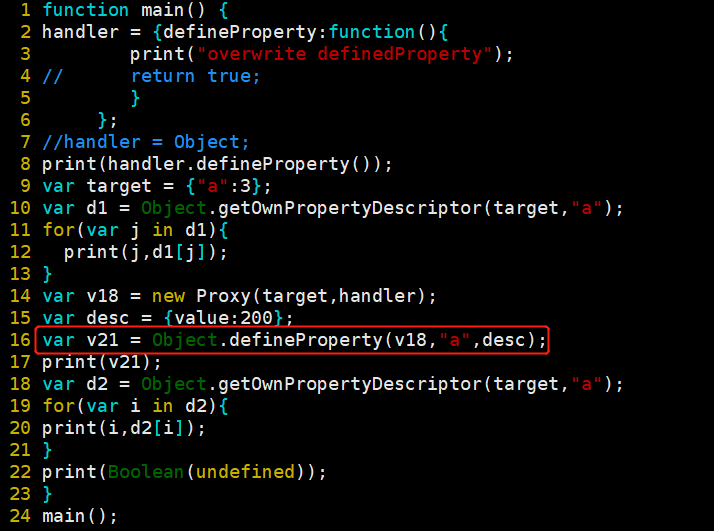 1 function main() {
2 handler = {defineProperty:function(){
3         print("overwrite definedProperty");
4 //      return true;
5         }
6      };
7 //handler = Object;
8 print(handler.defineProperty());
9 var target = {"a":3};
10 var d1 = Object.getOwnPropertyDescriptor(target,"a");
11 for(var j in d1){
12   print(j,d1[j]);
13 }
14 var v18 = new Proxy(target,handler);
15 var desc = {value:200};
16 var v21 = Object.defineProperty(v18,"a",desc);
17 print(v21);
18 var d2 = Object.getOwnPropertyDescriptor(target,"a");
19 for(var i in d2){
20 print(i,d2[i]);
21 }
22 print(Boolean(undefined));
23 }
24 main();